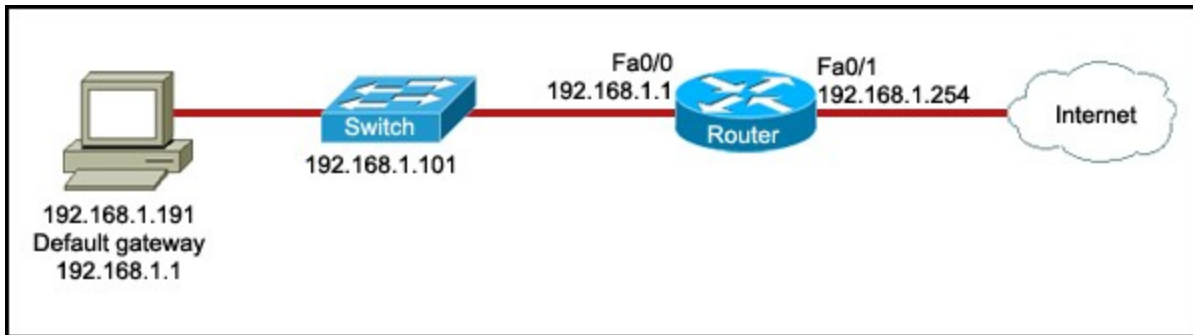 Fa0/0
192.168.1.1
Fa0/1
192.168.1.254
Switch
Router
Internet
192.168.1.101
192.168.1.191
Default gateway
192.168.1.1